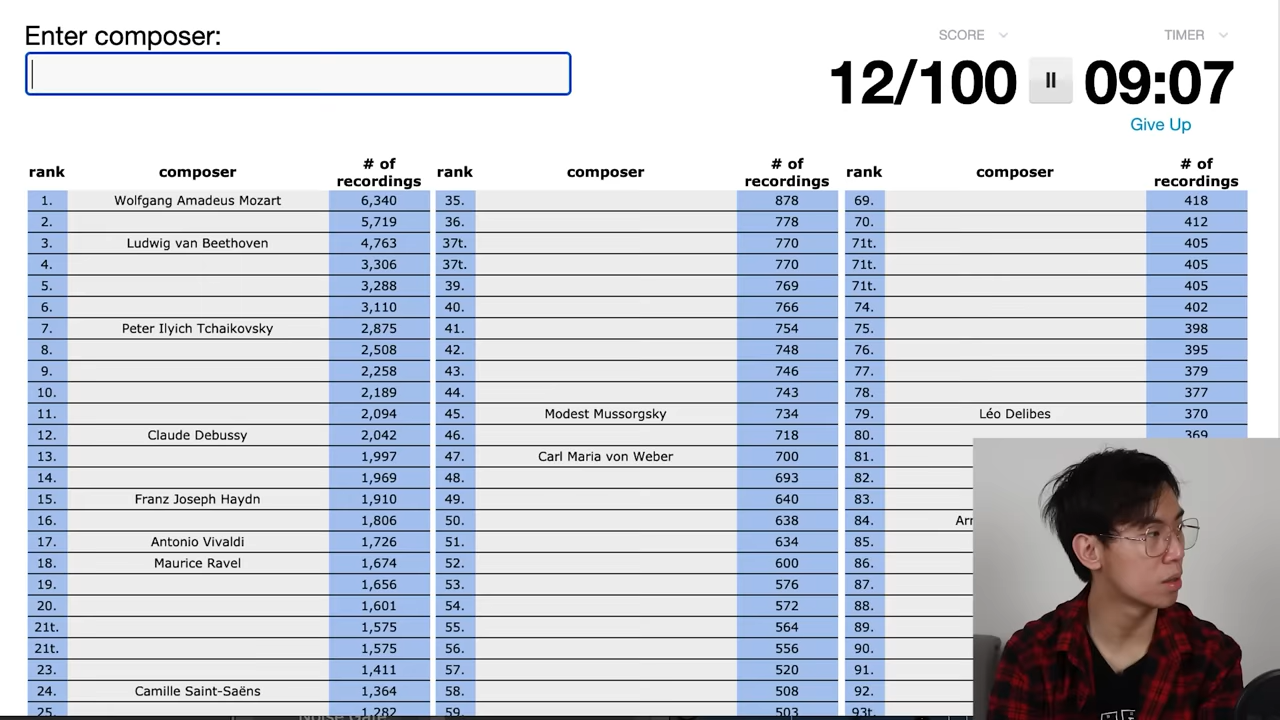 Enter composer:
SCORE
TIMER
12/100
09:07
Give Up
rank composer # of recordings rank composer # of recordings rank composer # of recordings
1. Wolfgang Amadeus Mozart 6,340 35. 878 69. 418
2. 5,719 36. 778 70. 412
3. Ludwig van Beethoven 4,763 37t. 770 71t. 405
4. 3,306 37t. 770 71t. 405
5. 3,288 39. 769 71t. 405
6. 3,110 40. 766 74. 402
7. Peter Ilyich Tchaikovsky 2,875 41. 754 75. 398
8. 2,508 42. 748 76. 395
9. 2,258 43. 746 77. 379
10. 2,189 44. 743 78. 377
11. 2,094 45. Modest Mussorgsky 734 79. Léo Delibes 370
12. Claude Debussy 2,042 46. 718 80. 369
13. 1,997 47. Carl Maria von Weber 700 81.
14. 1,969 48. 693 82.
15. Franz Joseph Haydn 1,910 49. 640 83.
16. 1,806 50. 638 84.
17. Antonio Vivaldi 1,726 51. 634 85.
18. Maurice Ravel 1,674 52. 600 86.
19. 1,656 53. 576 87.
20. 1,601 54. 572 88.
21t. 1,575 55. 564 89.
21t. 1,575 56. 556 90.
23. 1,411 57. 520 91.
24. Camille Saint-Saëns 1,364 58. 508 92.
25. 1,282 59. 503 93t.